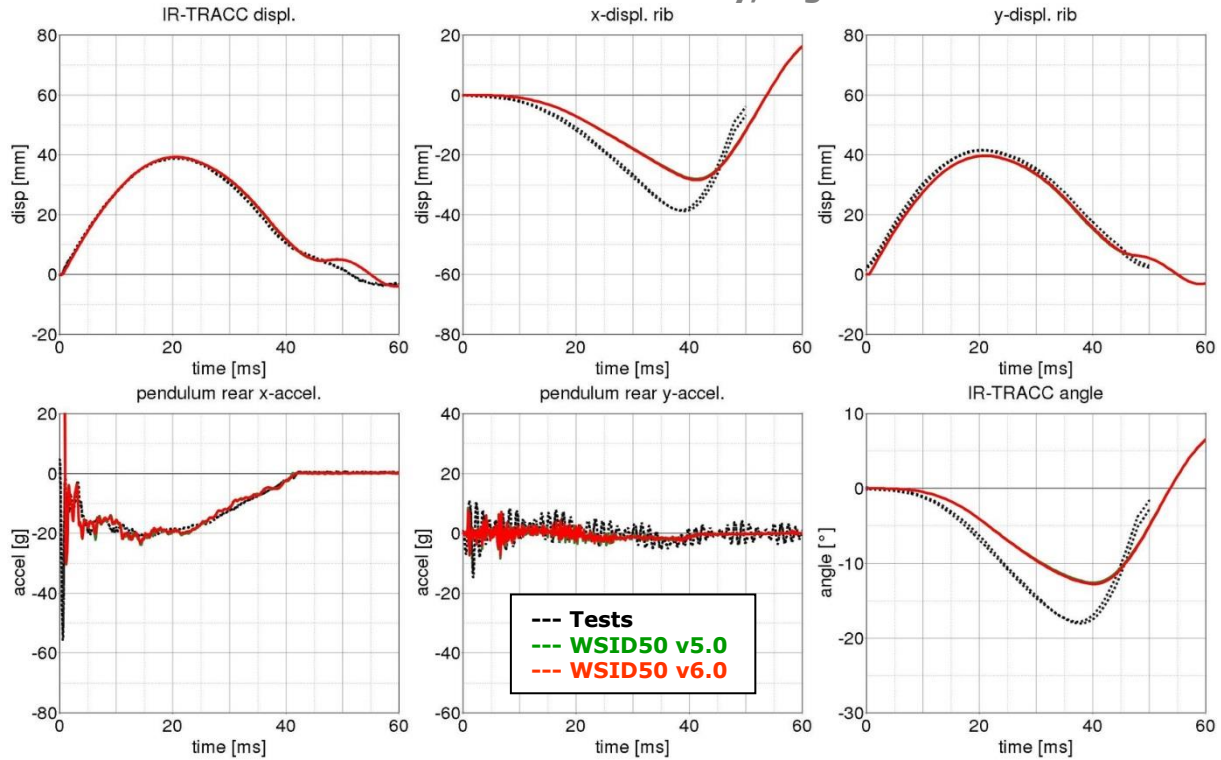 IR-TRACC displ.
80
60
40
20
0
-20
disp [mm]
0 20 40 60
time [ms]
x-displ. rib
20
0
-20
-40
-60
-80
disp [mm]
0 20 40 60
time [ms]
y-displ. rib
80
60
40
20
0
-20
disp [mm]
0 20 40 60
time [ms]
pendulum rear x-accel.
20
0
-20
-40
-60
-80
accel [g]
0 20 40 60
time [ms]
pendulum rear y-accel.
40
20
0
-20
-40
-60
accel [g]
0 20 40 60
time [ms]
--- Tests
--- WSID50 v5.0
--- WSID50 v6.0
IR-TRACC angle
10
0
-10
-20
-30
angle [°]
0 20 40 60
time [ms]